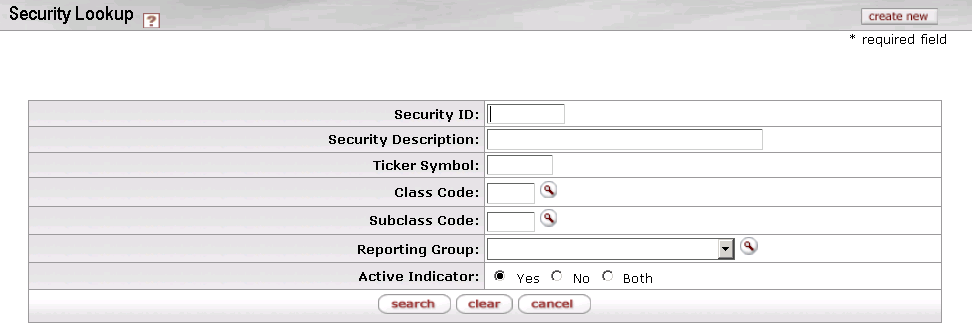 Security Lookup ?
create new
* required field
Security ID:
Security Description:
Ticker Symbol:
Class Code:
Subclass Code:
Reporting Group:
Active Indicator: Yes No Both
search clear cancel